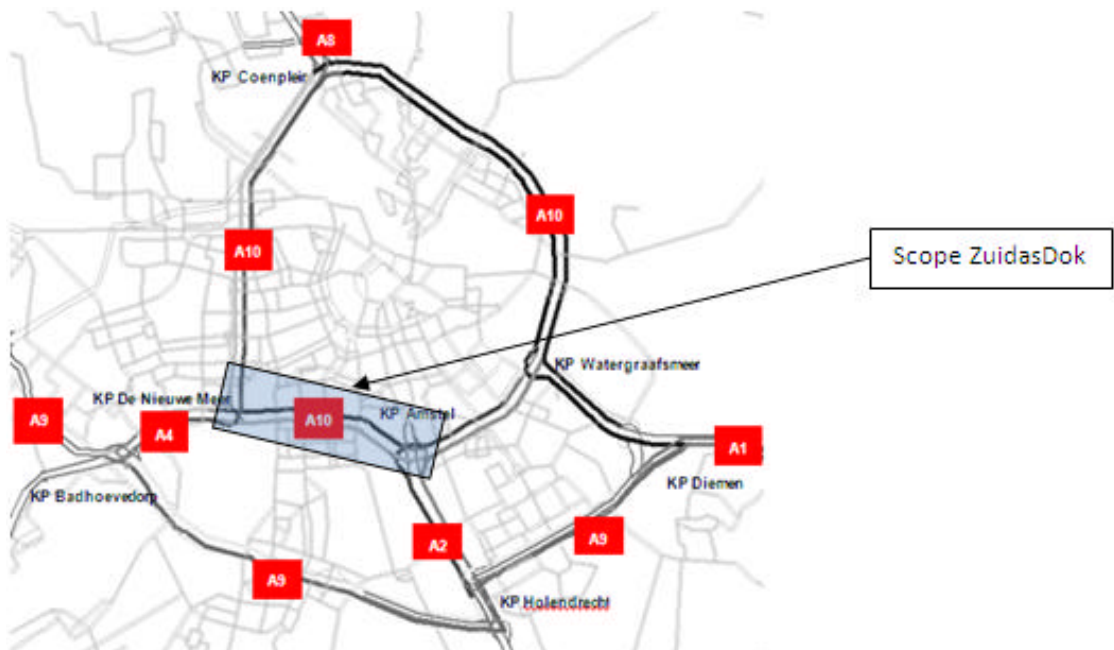 A8
KP Coenplein
A10
A10
Scope ZuidasDok
KP Watergraafsmeer
KP De Nieuwe Meer
A10
KP Amstel
A9
A4
A1
KP Diemen
KP Badhoevedorp
A2
A9
A9
KP Holendrecht